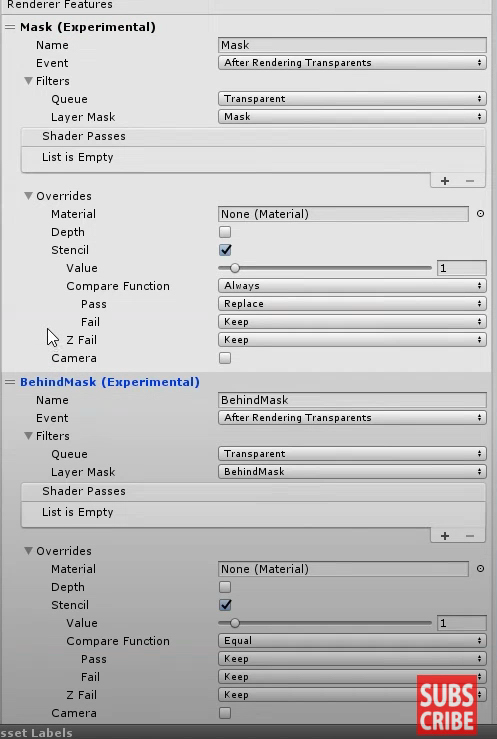 Renderer Features
Mask (Experimental)
Name Mask
Event After Rendering Transparents
Filters
Queue Transparent
Layer Mask Mask
Shader Passes
List is Empty
+ −
Overrides
Material None (Material)
Depth
Stencil
Value 1
Compare Function Always
Pass Replace
Fail Keep
Z Fail Keep
Camera
BehindMask (Experimental)
Name BehindMask
Event After Rendering Transparents
Filters
Queue Transparent
Layer Mask BehindMask
Shader Passes
List is Empty
+ −
Overrides
Material None (Material)
Depth
Stencil
Value 1
Compare Function Equal
Pass Keep
Fail Keep
Z Fail Keep
Camera
SUBS
CRIBE
sset Labels